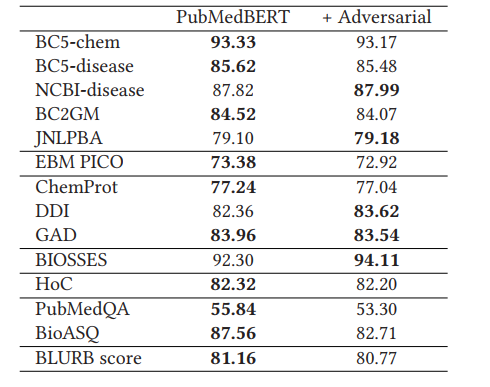 PubMedBERT + Adversarial
BC5-chem 93.33 93.17
BC5-disease 85.62 85.48
NCBI-disease 87.82 87.99
BC2GM 84.52 84.07
JNLPBA 79.10 79.18
EBM PICO 73.38 72.92
ChemProt 77.24 77.04
DDI 82.36 83.62
GAD 83.96 83.54
BIOSSES 92.30 94.11
HoC 82.32 82.20
PubMedQA 55.84 53.30
BioASQ 87.56 82.71
BLURB score 81.16 80.77